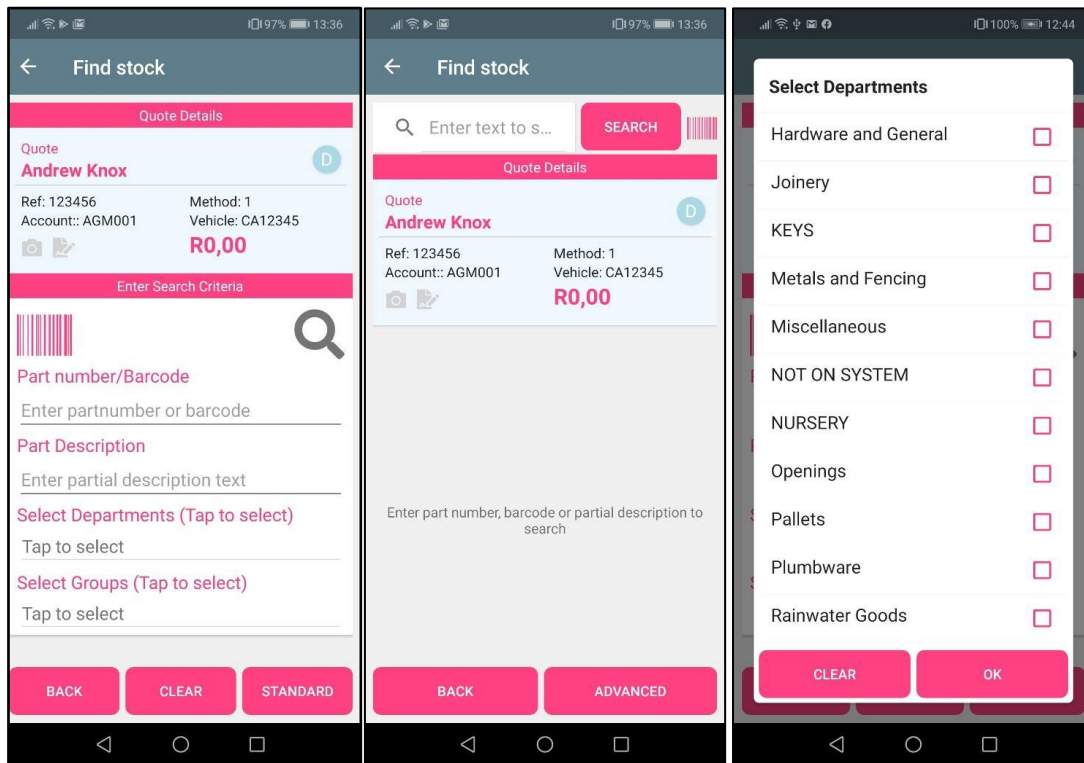 97% 13:36
Find stock
Quote Details
Quote
Andrew Knox
D
Ref: 123456 Method: 1
Account:: AGM001 Vehicle: CA12345
R0,00
Enter Search Criteria
Part number/Barcode
Enter partnumber or barcode
Part Description
Enter partial description text
Select Departments (Tap to select)
Tap to select
Select Groups (Tap to select)
Tap to select
BACK CLEAR STANDARD
97% 13:36
Find stock
Enter text to s... SEARCH
Quote Details
Quote
Andrew Knox
D
Ref: 123456 Method: 1
Account:: AGM001 Vehicle: CA12345
R0,00
Enter part number, barcode or partial description to
search
BACK ADVANCED
100% 12:44
Select Departments
Hardware and General
Joinery
KEYS
Metals and Fencing
Miscellaneous
NOT ON SYSTEM
NURSERY
Openings
Pallets
Plumbware
Rainwater Goods
CLEAR OK